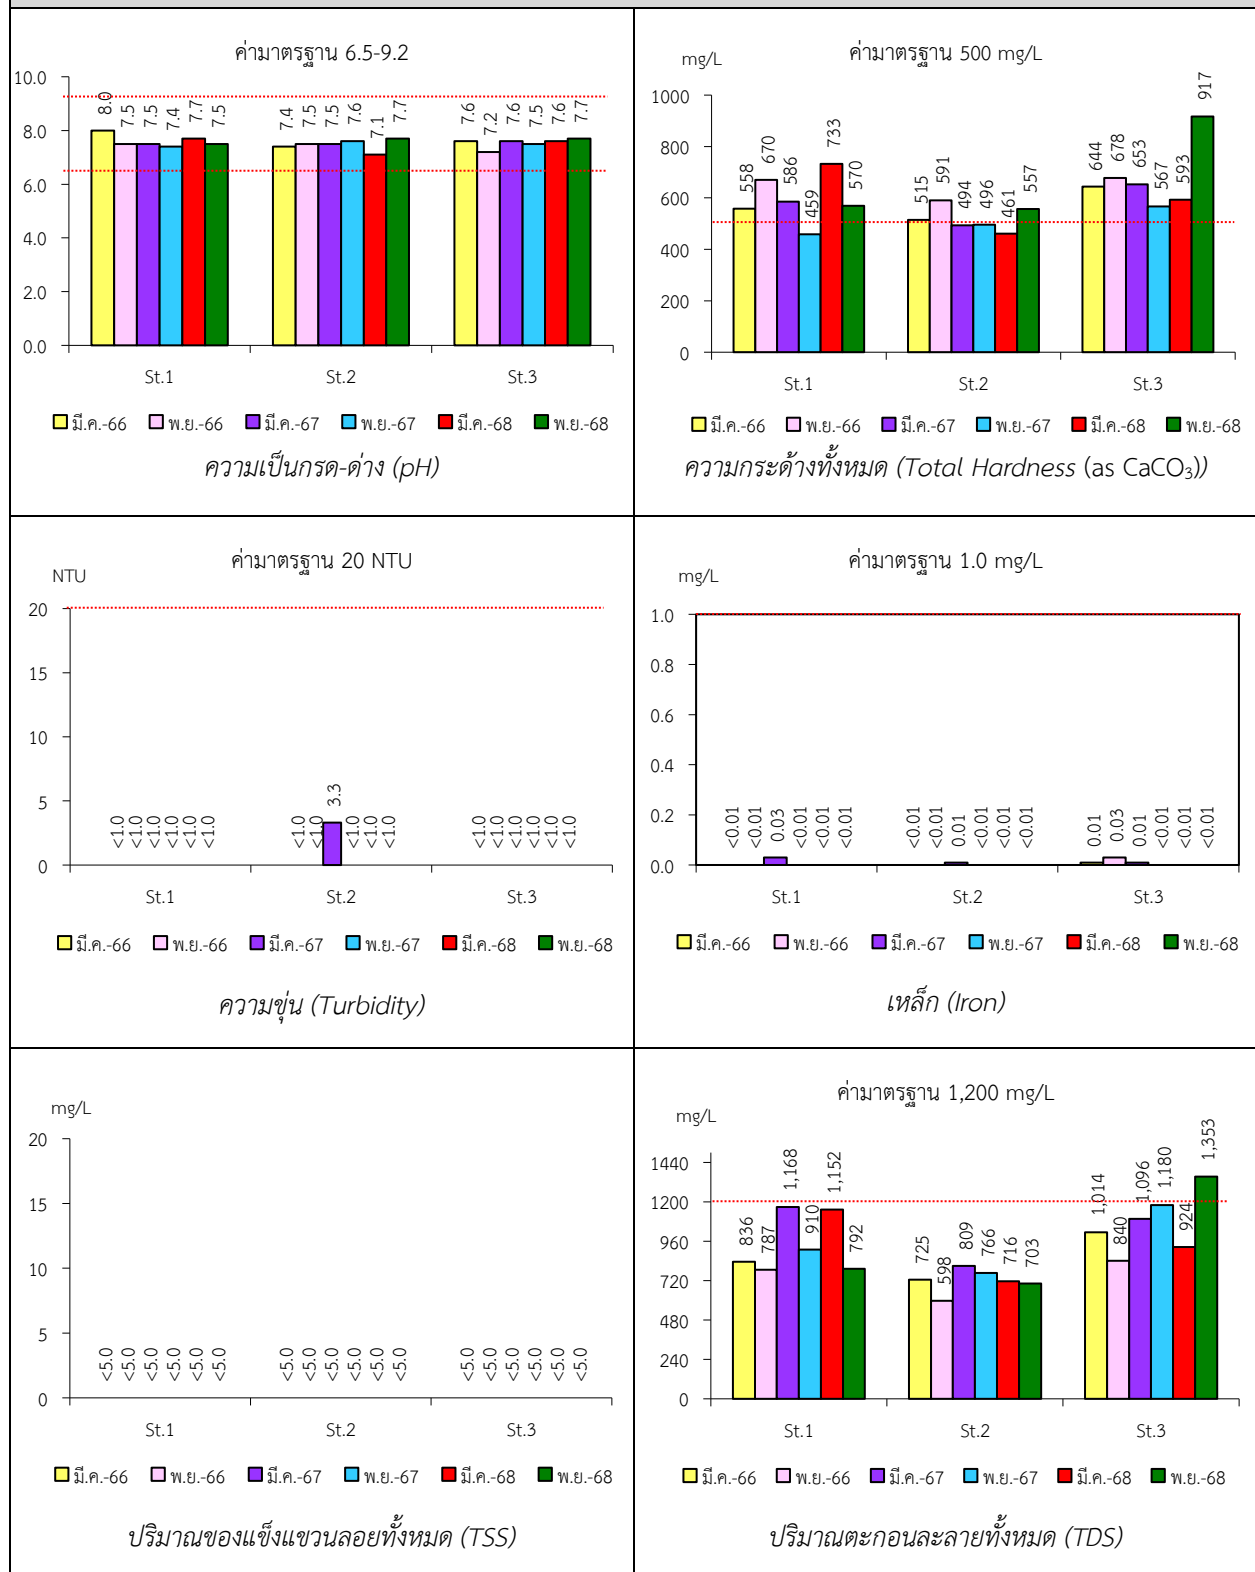 ค่ามาตรฐาน 6.5-9.2
10.0
8.0
6.0
4.0
2.0
0.0
8.0 7.5 7.5 7.4 7.7 7.5
7.4 7.5 7.5 7.6 7.1 7.7
7.6 7.2 7.6 7.5 7.6 7.7
St.1 St.2 St.3
มี.ค.-66 พ.ย.-66 มี.ค.-67 พ.ย.-67 มี.ค.-68 พ.ย.-68
ความเป็นกรด-ด่าง (pH)
ค่ามาตรฐาน 500 mg/L
mg/L
1000
800
600
400
200
0
558 670 586 459 733 570
515 591 494 496 461 557
644 678 653 567 593 917
St.1 St.2 St.3
มี.ค.-66 พ.ย.-66 มี.ค.-67 พ.ย.-67 มี.ค.-68 พ.ย.-68
ความกระด้างทั้งหมด (Total Hardness (as CaCO₃))
ค่ามาตรฐาน 20 NTU
NTU
20
15
10
5
0
<1.0 <1.0 <1.0 <1.0 <1.0 <1.0
<1.0 <1.0 3.3 <1.0 <1.0 <1.0
<1.0 <1.0 <1.0 <1.0 <1.0 <1.0
St.1 St.2 St.3
มี.ค.-66 พ.ย.-66 มี.ค.-67 พ.ย.-67 มี.ค.-68 พ.ย.-68
ความขุ่น (Turbidity)
ค่ามาตรฐาน 1.0 mg/L
mg/L
1.0
0.8
0.6
0.4
0.2
0.0
<0.01 <0.01 0.03 <0.01 <0.01 <0.01
<0.01 <0.01 0.01 <0.01 <0.01 <0.01
0.01 0.03 0.01 <0.01 <0.01 <0.01
St.1 St.2 St.3
มี.ค.-66 พ.ย.-66 มี.ค.-67 พ.ย.-67 มี.ค.-68 พ.ย.-68
เหล็ก (Iron)
mg/L
20
15
10
5
0
<5.0 <5.0 <5.0 <5.0 <5.0 <5.0
<5.0 <5.0 <5.0 <5.0 <5.0 <5.0
<5.0 <5.0 <5.0 <5.0 <5.0 <5.0
St.1 St.2 St.3
มี.ค.-66 พ.ย.-66 มี.ค.-67 พ.ย.-67 มี.ค.-68 พ.ย.-68
ปริมาณของแข็งแขวนลอยทั้งหมด (TSS)
ค่ามาตรฐาน 1,200 mg/L
mg/L
1440
1200
960
720
480
240
0
836 787 1,168 910 1,152 792
725 598 809 766 716 703
1,014 840 1,096 1,180 924 1,353
St.1 St.2 St.3
มี.ค.-66 พ.ย.-66 มี.ค.-67 พ.ย.-67 มี.ค.-68 พ.ย.-68
ปริมาณตะกอนละลายทั้งหมด (TDS)